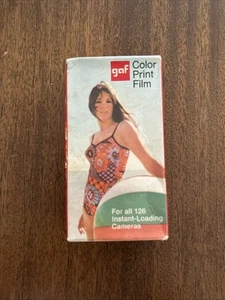 gaf
Color
Print
Film
For all 126
Instant-Loading
Cameras